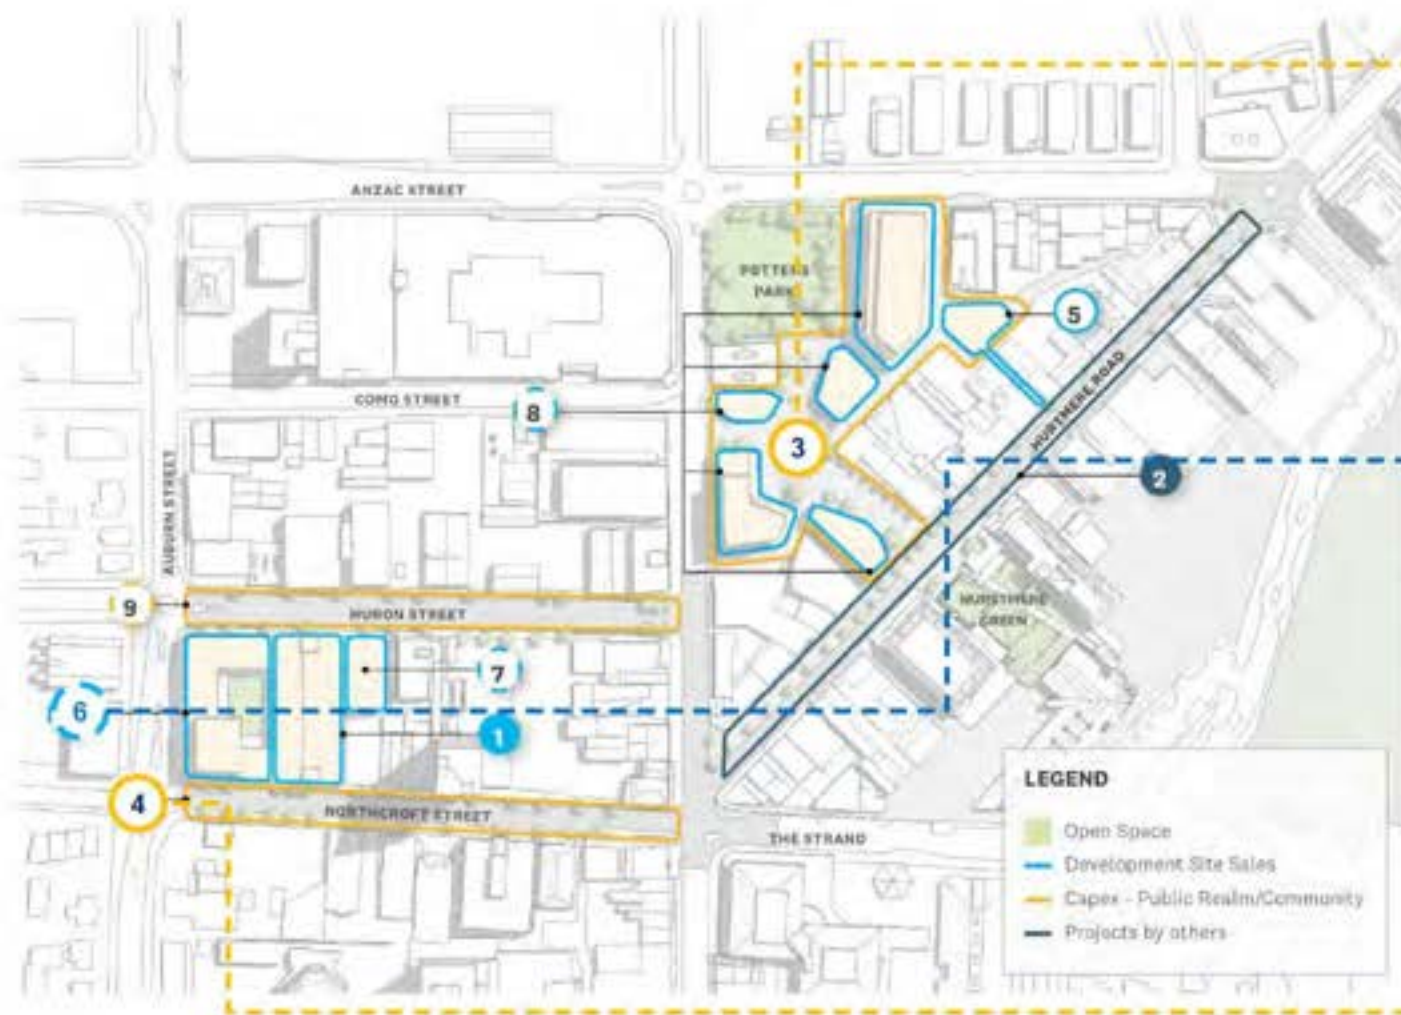 ANZAC STREET
POTTERS
PARK
5
COMO STREET
8
3
HURTMERE ROAD
2
AUBURN STREET
9
HURON STREET
HURSTMERE
GREEN
7
6
1
4
NORTHCROFT STREET
THE STRAND
LEGEND
Open Space
Development Site Sales
Capex - Public Realm/Community
Projects by others